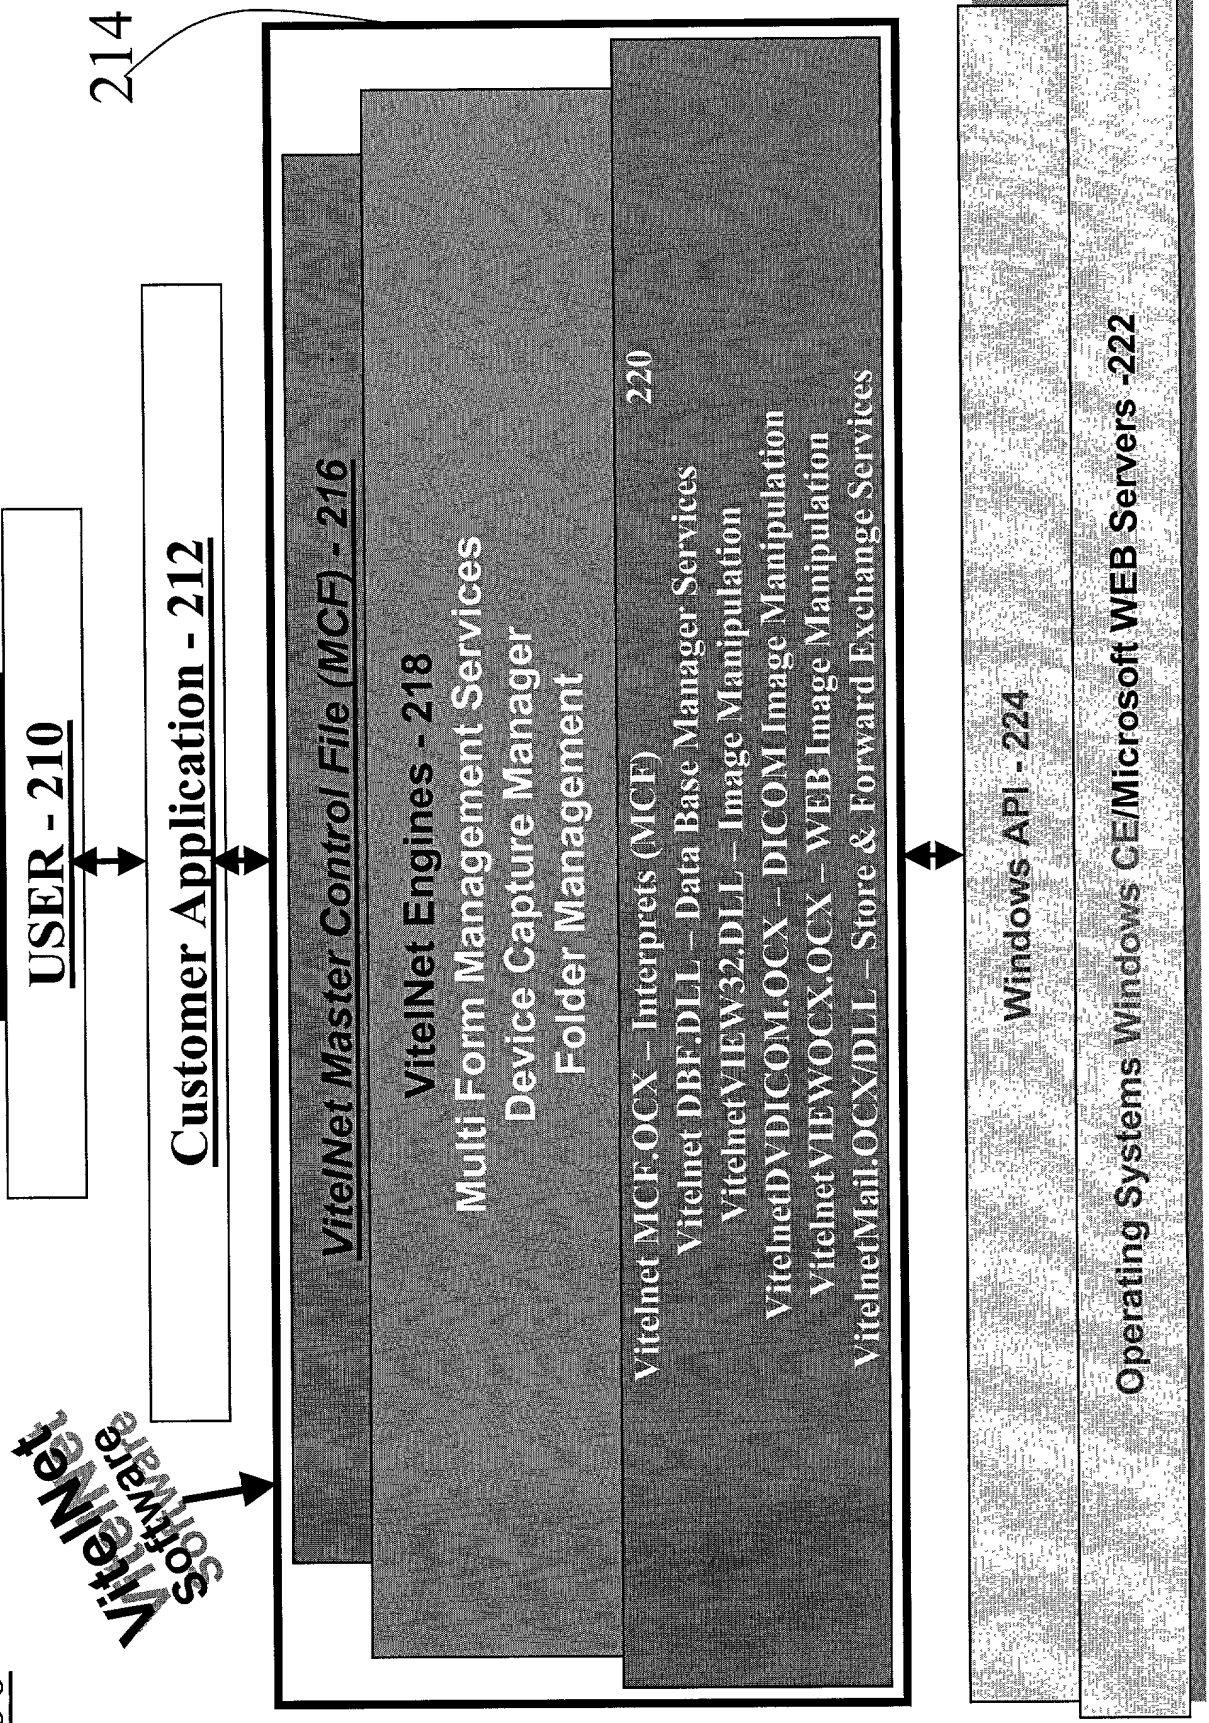 USER - 210
Customer Application - 212
VitelNet
Software
214
VitelNet Master Control File (MCF) - 216
VitelNet Engines - 218
Multi Form Management Services
Device Capture Manager
Folder Management
220
Vitelnet MCF.OCX – Interprets (MCF)
Vitelnet DBF.DLL – Data Base Manager Services
VitelnetVIEW32.DLL – Image Manipulation
VitelnetDVDICOM.OCX – DICOM Image Manipulation
VitelnetVIEWOCX.OCX – WEB Image Manipulation
VitelnetMail.OCX/DLL – Store & Forward Exchange Services
Windows API - 224
Operating Systems Windows CE/Microsoft WEB Servers -222